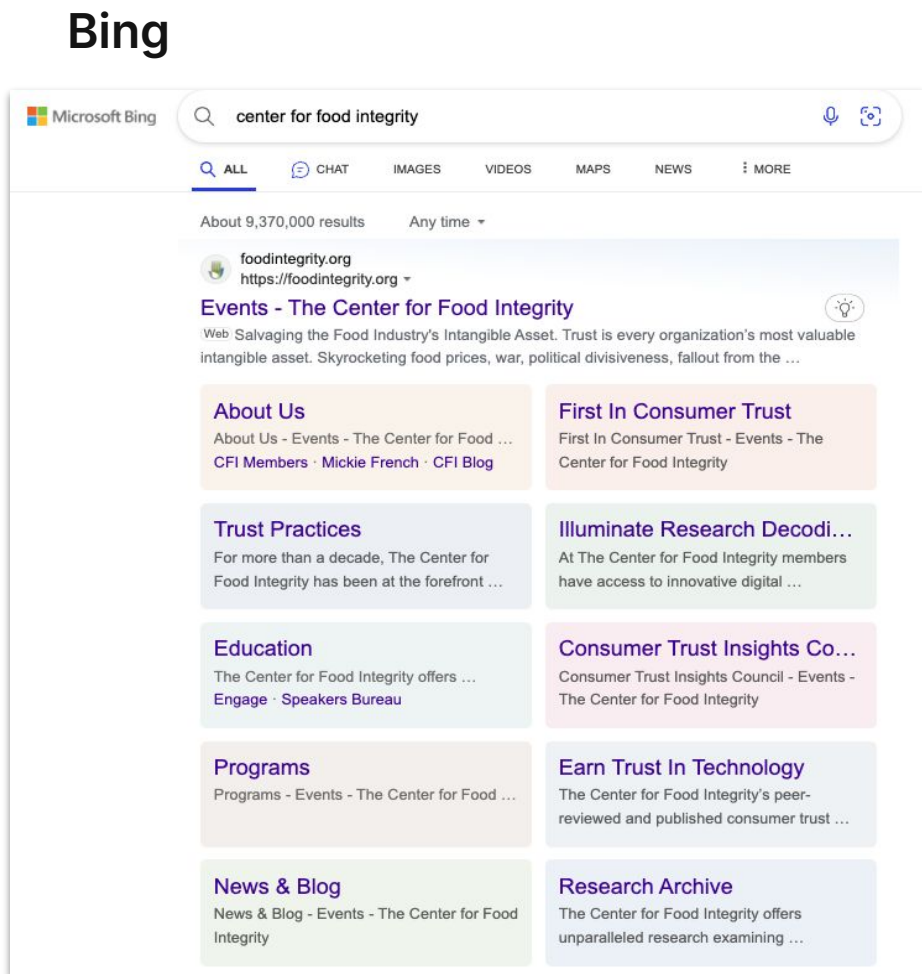 Bing
Microsoft Bing
center for food integrity
ALL
CHAT
IMAGES
VIDEOS
MAPS
NEWS
MORE
About 9,370,000 results
Any time
foodintegrity.org
https://foodintegrity.org
Events - The Center for Food Integrity
Web Salvaging the Food Industry's Intangible Asset. Trust is every organization's most valuable
intangible asset. Skyrocketing food prices, war, political divisiveness, fallout from the ...
About Us
About Us - Events - The Center for Food ...
CFI Members · Mickie French · CFI Blog
First In Consumer Trust
First In Consumer Trust - Events - The
Center for Food Integrity
Trust Practices
For more than a decade, The Center for
Food Integrity has been at the forefront ...
Illuminate Research Decodi...
At The Center for Food Integrity members
have access to innovative digital ...
Education
The Center for Food Integrity offers ...
Engage · Speakers Bureau
Consumer Trust Insights Co...
Consumer Trust Insights Council - Events -
The Center for Food Integrity
Programs
Programs - Events - The Center for Food ...
Earn Trust In Technology
The Center for Food Integrity's peer-
reviewed and published consumer trust ...
News & Blog
News & Blog - Events - The Center for Food
Integrity
Research Archive
The Center for Food Integrity offers
unparalleled research examining ...